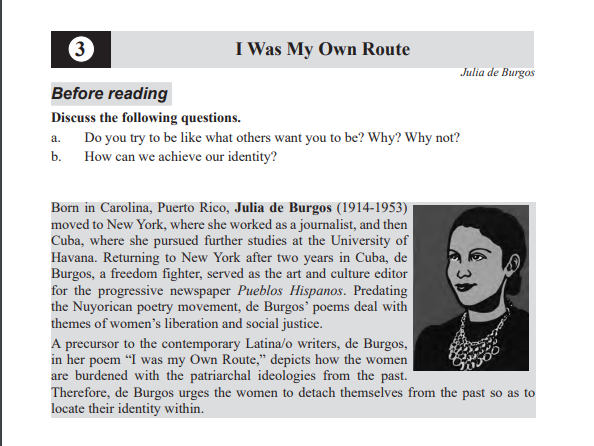 3
I Was My Own Route
Julia de Burgos
Before reading
Discuss the following questions.
a. Do you try to be like what others want you to be? Why? Why not?
b. How can we achieve our identity?
Born in Carolina, Puerto Rico, Julia de Burgos (1914-1953)
moved to New York, where she worked as a journalist, and then
Cuba, where she pursued further studies at the University of
Havana. Returning to New York after two years in Cuba, de
Burgos, a freedom fighter, served as the art and culture editor
for the progressive newspaper Pueblos Hispanos. Predating
the Nuyorican poetry movement, de Burgos’ poems deal with
themes of women’s liberation and social justice.
A precursor to the contemporary Latina/o writers, de Burgos,
in her poem “I was my Own Route,” depicts how the women
are burdened with the patriarchal ideologies from the past.
Therefore, de Burgos urges the women to detach themselves from the past so as to
locate their identity within.